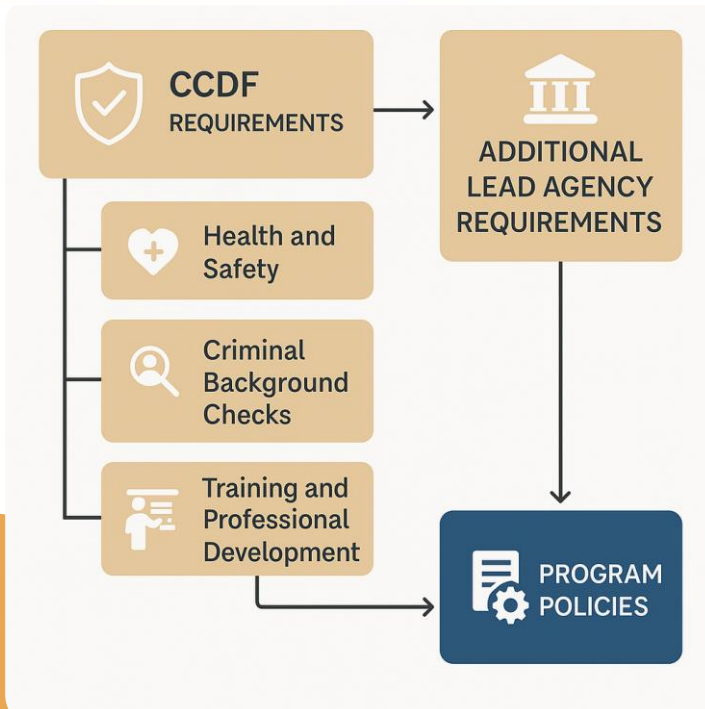 CCDF
REQUIREMENTS
ADDITIONAL
LEAD AGENCY
REQUIREMENTS
Health and
Safety
Criminal
Background
Checks
Training and
Professional
Development
PROGRAM
POLICIES